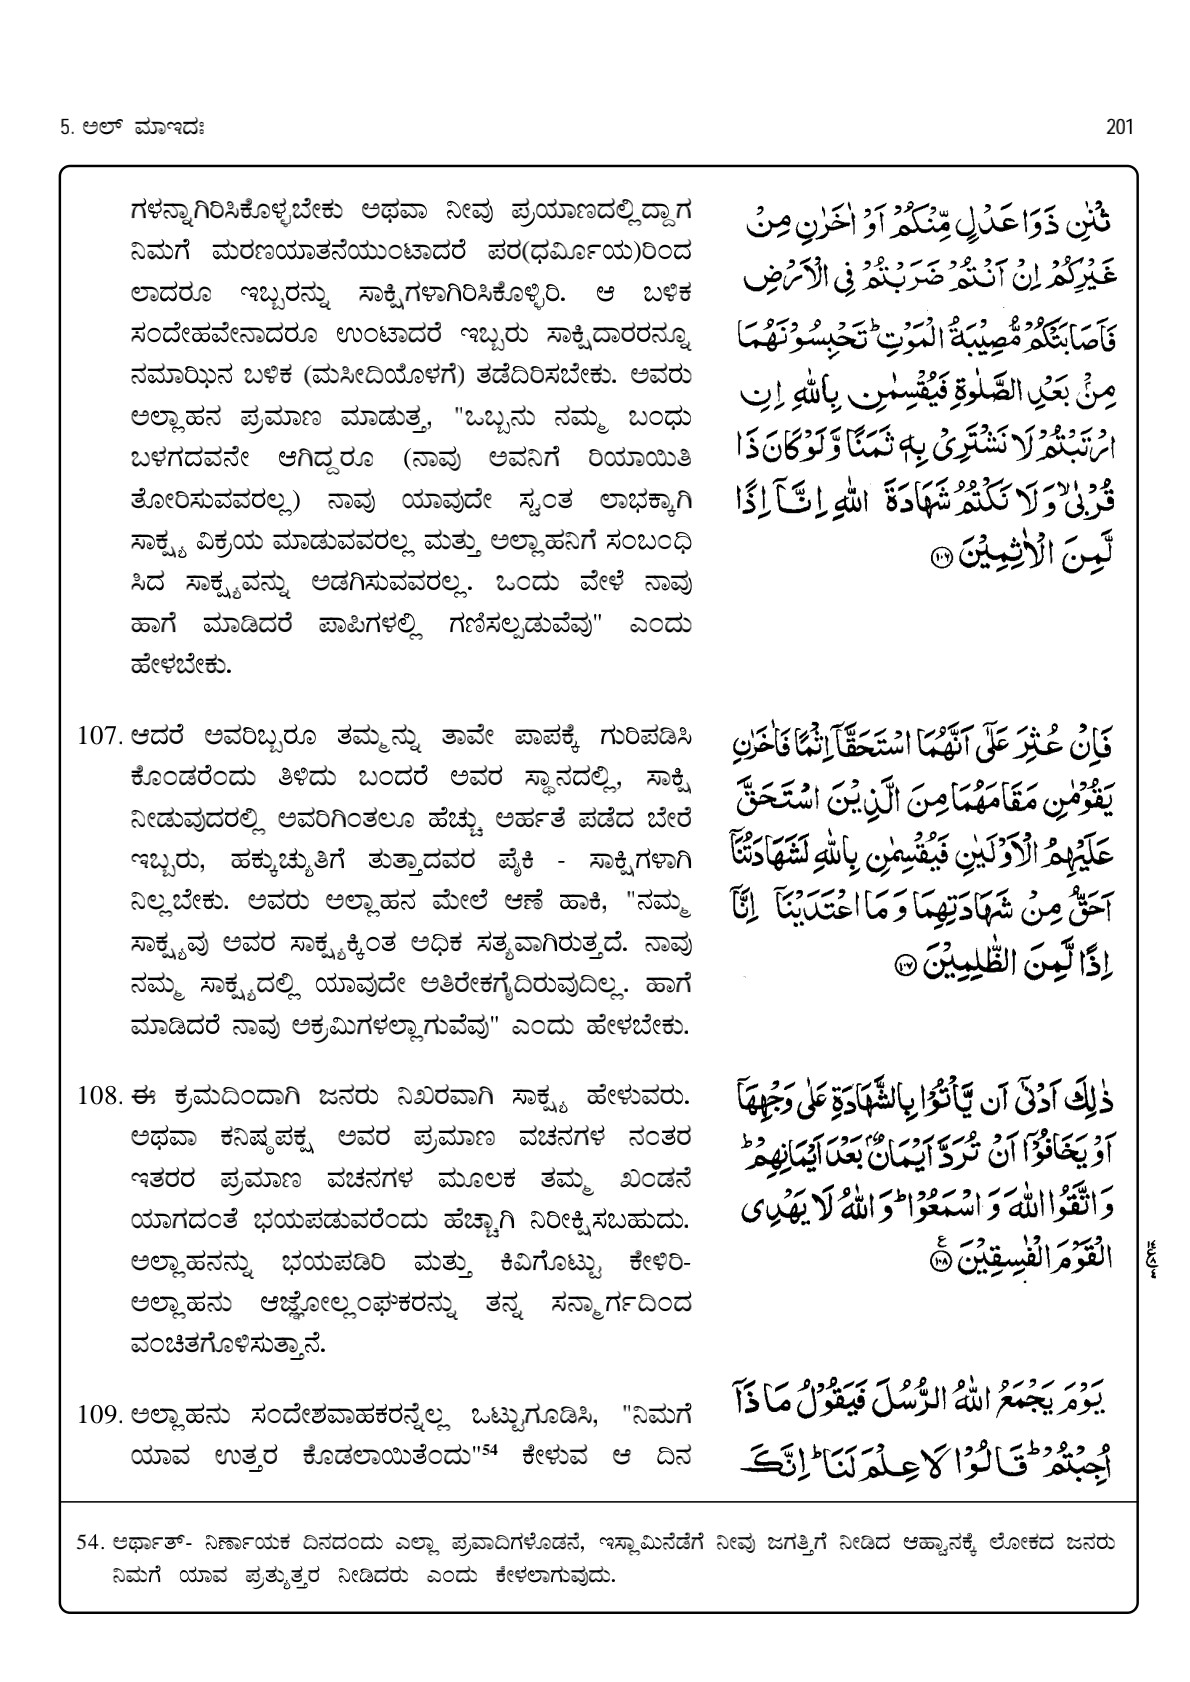 5. ಅಲ್ ಮಾಇದಃ
201
ಗಳನ್ನಾಗಿರಿಸಿಕೊಳ್ಳಬೇಕು ಅಥವಾ ನೀವು ಪ್ರಯಾಣದಲ್ಲಿದ್ದಾಗ
ನಿಮಗೆ ಮರಣಯಾತನೆಯುಂಟಾದರೆ ಪರ(ಧರ್ಮೀಯ)ರಿಂದ
ಲಾದರೂ ಇಬ್ಬರನ್ನು ಸಾಕ್ಷಿಗಳಾಗಿರಿಸಿಕೊಳ್ಳಿರಿ. ಆ ಬಳಿಕ
ಸಂದೇಹವೇನಾದರೂ ಉಂಟಾದರೆ ಇಬ್ಬರು ಸಾಕ್ಷಿದಾರರನ್ನೂ
ನಮಾಝಿನ ಬಳಿಕ (ಮಸೀದಿಯೊಳಗೆ) ತಡೆದಿರಿಸಬೇಕು. ಅವರು
ಅಲ್ಲಾಹನ ಪ್ರಮಾಣ ಮಾಡುತ್ತ, "ಒಬ್ಬನು ನಮ್ಮ ಬಂಧು
ಬಳಗದವನೇ ಆಗಿದ್ದರೂ (ನಾವು ಅವನಿಗೆ ರಿಯಾಯಿತಿ
ತೋರಿಸುವವರಲ್ಲ) ನಾವು ಯಾವುದೇ ಸ್ವಂತ ಲಾಭಕ್ಕಾಗಿ
ಸಾಕ್ಷ್ಯ ವಿಕ್ರಯ ಮಾಡುವವರಲ್ಲ ಮತ್ತು ಅಲ್ಲಾಹನಿಗೆ ಸಂಬಂಧಿ
ಸಿದ ಸಾಕ್ಷ್ಯವನ್ನು ಅಡಗಿಸುವವರಲ್ಲ. ಒಂದು ವೇಳೆ ನಾವು
ಹಾಗೆ ಮಾಡಿದರೆ ಪಾಪಿಗಳಲ್ಲಿ ಗಣಿಸಲ್ಪಡುವೆವು" ಎಂದು
ಹೇಳಬೇಕು.
ثْنٰنِ ذَوَا عَدْلٍ مِّنْكُمْ اَوْ اٰخَرٰنِ مِنْ
غَيْرِكُمْ اِنْ اَنْتُمْ ضَرَبْتُمْ فِي الْاَرْضِ
فَاَصَابَتْكُمْ مُّصِيْبَةُ الْمَوْتِ ؕ تَحْبِسُوْنَهُمَا
مِنْۢ بَعْدِ الصَّلٰوةِ فَيُقْسِمٰنِ بِاللّٰهِ اِنِ
ارْتَبْتُمْ لَا نَشْتَرِيْ بِهٖ ثَمَنًا وَّلَوْ كَانَ ذَا
قُرْبٰى ۙ وَلَا نَكْتُمُ شَهَادَةَ اللّٰهِ اِنَّاۤ اِذًا
لَّمِنَ الْاٰثِمِيْنَ ۝۱۰۶
107. ಆದರೆ ಅವರಿಬ್ಬರೂ ತಮ್ಮನ್ನು ತಾವೇ ಪಾಪಕ್ಕೆ ಗುರಿಪಡಿಸಿ
ಕೊಂಡರೆಂದು ತಿಳಿದು ಬಂದರೆ ಅವರ ಸ್ಥಾನದಲ್ಲಿ, ಸಾಕ್ಷಿ
ನೀಡುವುದರಲ್ಲಿ ಅವರಿಗಿಂತಲೂ ಹೆಚ್ಚು ಅರ್ಹತೆ ಪಡೆದ ಬೇರೆ
ಇಬ್ಬರು, ಹಕ್ಕುಚ್ಯುತಿಗೆ ತುತ್ತಾದವರ ಪೈಕಿ - ಸಾಕ್ಷಿಗಳಾಗಿ
ನಿಲ್ಲಬೇಕು. ಅವರು ಅಲ್ಲಾಹನ ಮೇಲೆ ಆಣೆ ಹಾಕಿ, "ನಮ್ಮ
ಸಾಕ್ಷ್ಯವು ಅವರ ಸಾಕ್ಷ್ಯಕ್ಕಿಂತ ಅಧಿಕ ಸತ್ಯವಾಗಿರುತ್ತದೆ. ನಾವು
ನಮ್ಮ ಸಾಕ್ಷ್ಯದಲ್ಲಿ ಯಾವುದೇ ಅತಿರೇಕಗೈದಿರುವುದಿಲ್ಲ. ಹಾಗೆ
ಮಾಡಿದರೆ ನಾವು ಅಕ್ರಮಿಗಳಲ್ಲಾಗುವೆವು" ಎಂದು ಹೇಳಬೇಕು.
فَاِنْ عُثِرَ عَلٰۤى اَنَّهُمَا اسْتَحَقَّاۤ اِثْمًا فَاٰخَرٰنِ
يَقُوْمٰنِ مَقَامَهُمَا مِنَ الَّذِيْنَ اسْتَحَقَّ
عَلَيْهِمُ الْاَوْلَيٰنِ فَيُقْسِمٰنِ بِاللّٰهِ لَشَهَادَتُنَاۤ
اَحَقُّ مِنْ شَهَادَتِهِمَا وَمَا اعْتَدَيْنَاۤ اِنَّاۤ
اِذًا لَّمِنَ الظّٰلِمِيْنَ ۝۱۰۷
108. ಈ ಕ್ರಮದಿಂದಾಗಿ ಜನರು ನಿಖರವಾಗಿ ಸಾಕ್ಷ್ಯ ಹೇಳುವರು.
ಅಥವಾ ಕನಿಷ್ಠಪಕ್ಷ ಅವರ ಪ್ರಮಾಣ ವಚನಗಳ ನಂತರ
ಇತರರ ಪ್ರಮಾಣ ವಚನಗಳ ಮೂಲಕ ತಮ್ಮ ಖಂಡನೆ
ಯಾಗದಂತೆ ಭಯಪಡುವರೆಂದು ಹೆಚ್ಚಾಗಿ ನಿರೀಕ್ಷಿಸಬಹುದು.
ಅಲ್ಲಾಹನನ್ನು ಭಯಪಡಿರಿ ಮತ್ತು ಕಿವಿಗೊಟ್ಟು ಕೇಳಿರಿ-
ಅಲ್ಲಾಹನು ಆಜ್ಞೋಲ್ಲಂಘಕರನ್ನು ತನ್ನ ಸನ್ಮಾರ್ಗದಿಂದ
ವಂಚಿತಗೊಳಿಸುತ್ತಾನೆ.
ذٰلِكَ اَدْنٰۤى اَنْ يَّاْتُوْا بِالشَّهَادَةِ عَلٰى وَجْهِهَاۤ
اَوْ يَخَافُوْۤا اَنْ تُرَدَّ اَيْمَانٌۢ بَعْدَ اَيْمَانِهِمْ ؕ
وَاتَّقُوا اللّٰهَ وَاسْمَعُوْا ؕ وَاللّٰهُ لَا يَهْدِي
الْقَوْمَ الْفٰسِقِيْنَ ۝۱۰۸ ع
109. ಅಲ್ಲಾಹನು ಸಂದೇಶವಾಹಕರನ್ನೆಲ್ಲ ಒಟ್ಟುಗೂಡಿಸಿ, "ನಿಮಗೆ
ಯಾವ ಉತ್ತರ ಕೊಡಲಾಯಿತೆಂದು"54 ಕೇಳುವ ಆ ದಿನ
يَوْمَ يَجْمَعُ اللّٰهُ الرُّسُلَ فَيَقُوْلُ مَا ذَاۤ
اُجِبْتُمْ ؕ قَالُوْا لَا عِلْمَ لَنَا ؕ اِنَّكَ
54. ಅರ್ಥಾತ್- ನಿರ್ಣಾಯಕ ದಿನದಂದು ಎಲ್ಲಾ ಪ್ರವಾದಿಗಳೊಡನೆ, ಇಸ್ಲಾಮಿನೆಡೆಗೆ ನೀವು ಜಗತ್ತಿಗೆ ನೀಡಿದ ಆಹ್ವಾನಕ್ಕೆ ಲೋಕದ ಜನರು
ನಿಮಗೆ ಯಾವ ಪ್ರತ್ಯುತ್ತರ ನೀಡಿದರು ಎಂದು ಕೇಳಲಾಗುವುದು.